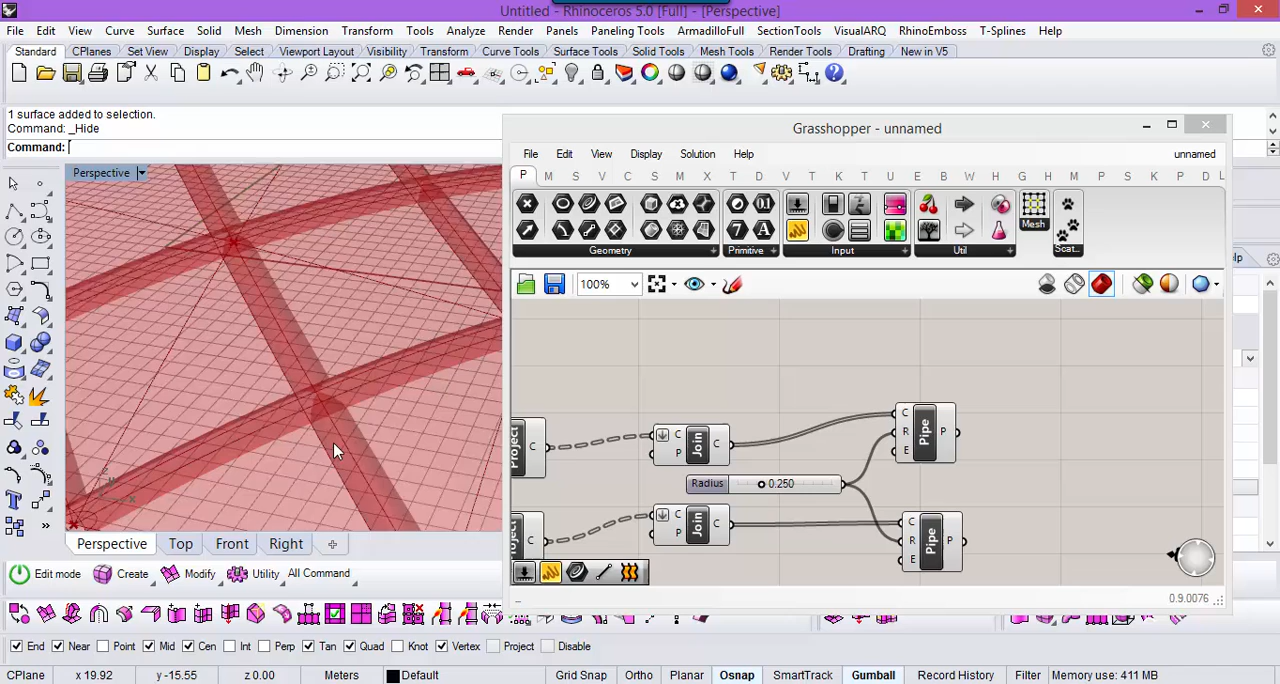 Untitled - Rhinoceros 5.0 [Full] - [Perspective]
File Edit View Curve Surface Solid Mesh Dimension Transform Tools Analyze Render Panels Paneling Tools ArmadilloFull SectionTools VisualARQ RhinoEmboss T-Splines Help
Standard CPlanes Set View Display Select Viewport Layout Visibility Transform Curve Tools Surface Tools Solid Tools Mesh Tools Render Tools Drafting New in V5
1 surface added to selection.
Command: _Hide
Command:
Perspective
Grasshopper - unnamed
File Edit View Display Solution Help unnamed
P M S V C S M X T D V T K T U E B W H M P S P D L
Geometry Primitive Input Util Mesh Scat...
100%
elp
Project C
Join C P C
Radius 0.250
Pipe C R E P
Project C
Join C P C
Pipe C R E P
z y x
0.9.0076
Perspective Top Front Right
Edit mode Create Modify Utility All Command
End Near Point Mid Cen Int Perp Tan Quad Knot Vertex Project Disable
CPlane x 19.92 y -15.55 z 0.00 Meters Default Grid Snap Ortho Planar Osnap SmartTrack Gumball Record History Filter Memory use: 411 MB